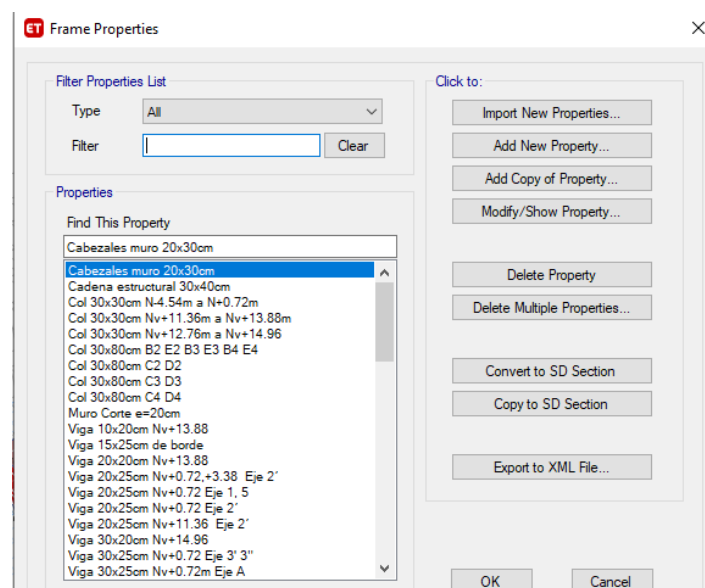 ET Frame Properties
Filter Properties List
Type All
Filter Clear
Properties
Find This Property
Cabezales muro 20x30cm
Cabezales muro 20x30cm
Cadena estructural 30x40cm
Col 30x30cm N-4.54m a N+0.72m
Col 30x30cm Nv+11.36m a Nv+13.88m
Col 30x30cm Nv+12.76m a Nv+14.96
Col 30x80cm B2 E2 B3 E3 B4 E4
Col 30x80cm C2 D2
Col 30x80cm C3 D3
Col 30x80cm C4 D4
Muro Corte e=20cm
Viga 10x20cm Nv+13.88
Viga 15x25cm de borde
Viga 20x20cm Nv+13.88
Viga 20x25cm Nv+0.72,+3.38 Eje 2´
Viga 20x25cm Nv+0.72 Eje 1, 5
Viga 20x25cm Nv+0.72 Eje 2´
Viga 20x25cm Nv+11.36 Eje 2´
Viga 30x20cm Nv+14.96
Viga 30x25cm Nv+0.72 Eje 3' 3"
Viga 30x25cm Nv+0.72m Eje A
Click to:
Import New Properties...
Add New Property...
Add Copy of Property...
Modify/Show Property...
Delete Property
Delete Multiple Properties...
Convert to SD Section
Copy to SD Section
Export to XML File...
OK Cancel